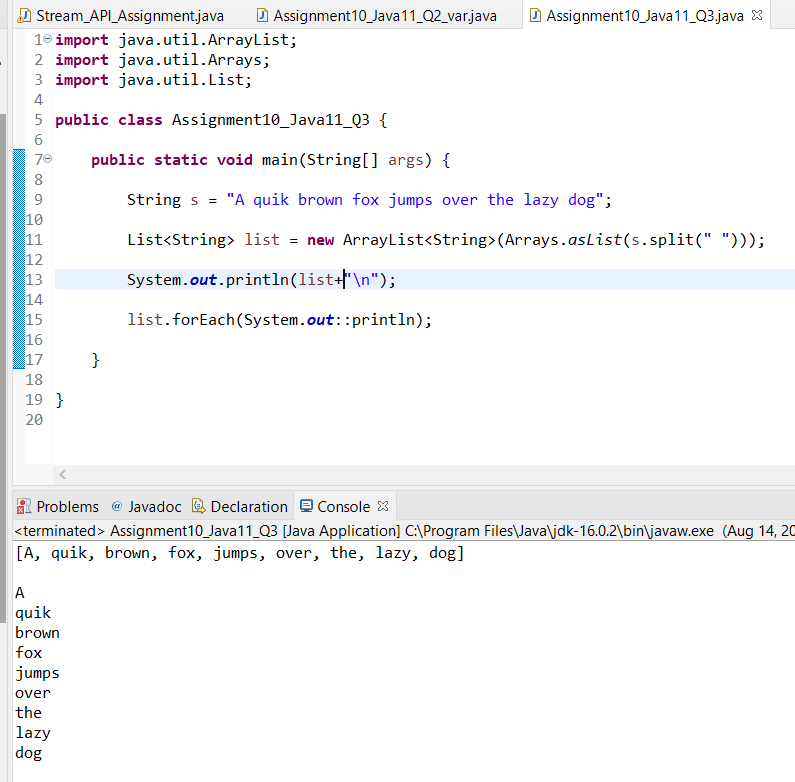 Stream_API_Assignment.java Assignment10_Java11_Q2_var.java Assignment10_Java11_Q3.java
1 import java.util.ArrayList;
2 import java.util.Arrays;
3 import java.util.List;
4
5 public class Assignment10_Java11_Q3 {
6
7 public static void main(String[] args) {
8
9 String s = "A quik brown fox jumps over the lazy dog";
10
11 List<String> list = new ArrayList<String>(Arrays.asList(s.split(" ")));
12
13 System.out.println(list+"\n");
14
15 list.forEach(System.out::println);
16
17 }
18
19 }
20
Problems @ Javadoc Declaration Console
<terminated> Assignment10_Java11_Q3 [Java Application] C:\Program Files\Java\jdk-16.0.2\bin\javaw.exe (Aug 14, 20
[A, quik, brown, fox, jumps, over, the, lazy, dog]
A
quik
brown
fox
jumps
over
the
lazy
dog